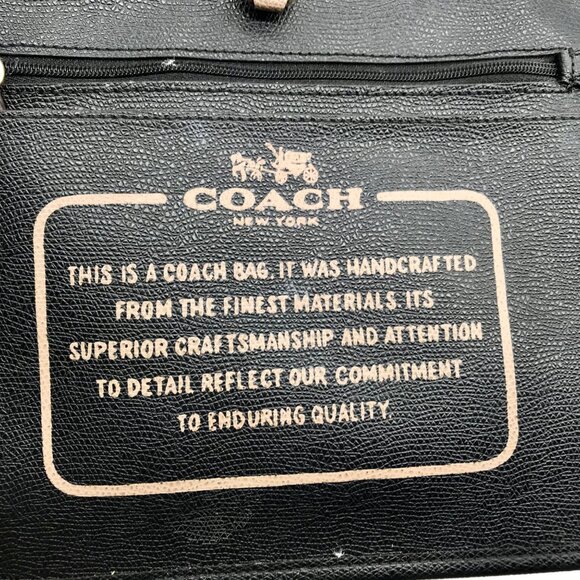 COACH
NEW YORK
THIS IS A COACH BAG. IT WAS HANDCRAFTED
FROM THE FINEST MATERIALS. ITS
SUPERIOR CRAFTSMANSHIP AND ATTENTION
TO DETAIL REFLECT OUR COMMITMENT
TO ENDURING QUALITY.